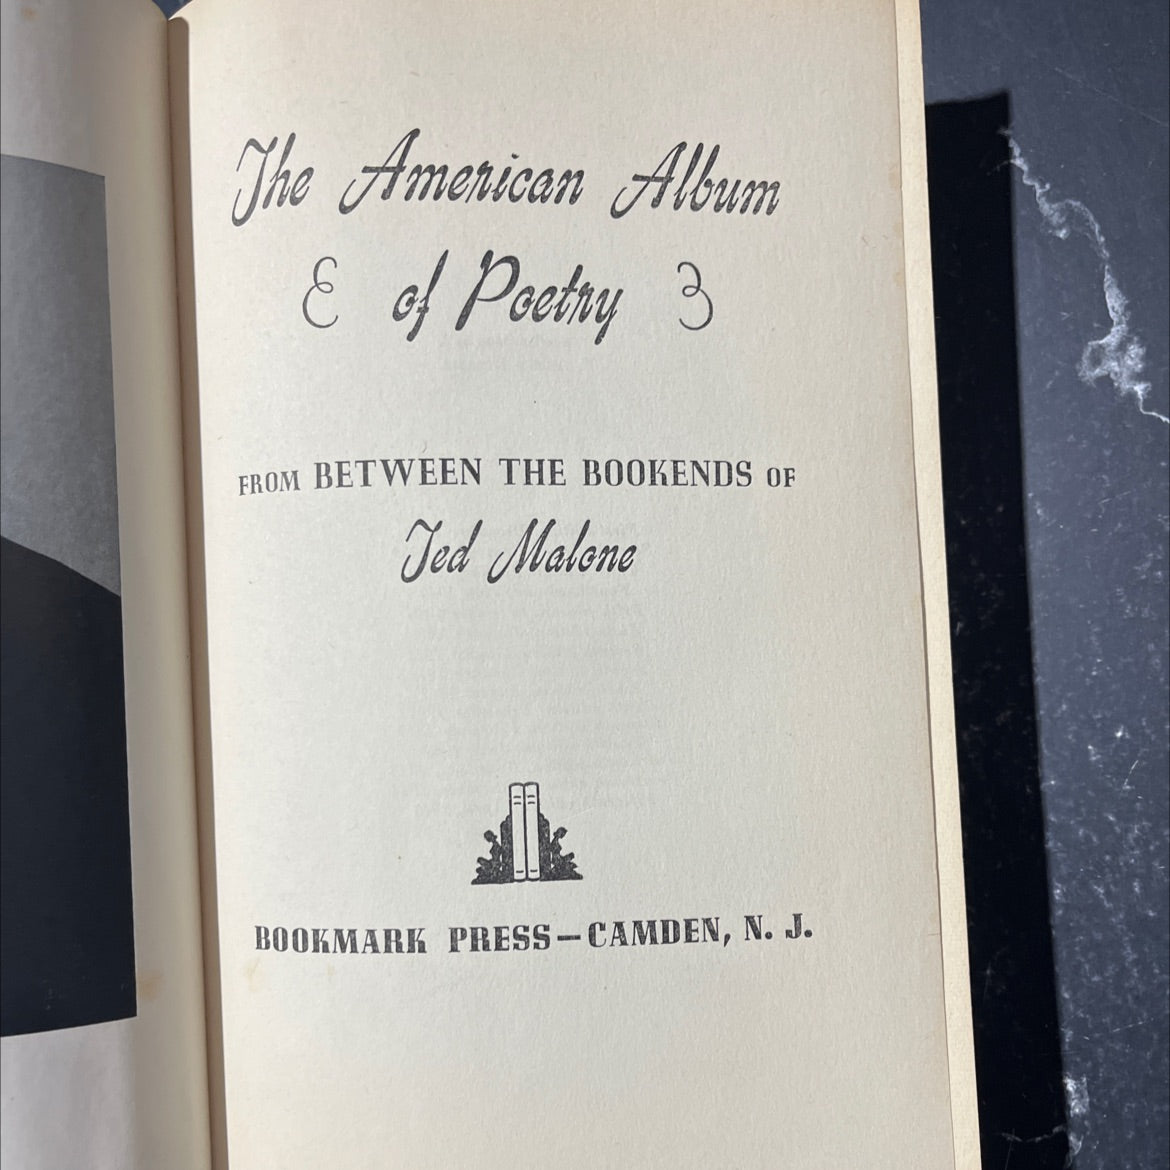 The American Album
of Poetry
FROM BETWEEN THE BOOKENDS OF
Ted Malone
BOOKMARK PRESS—CAMDEN, N. J.